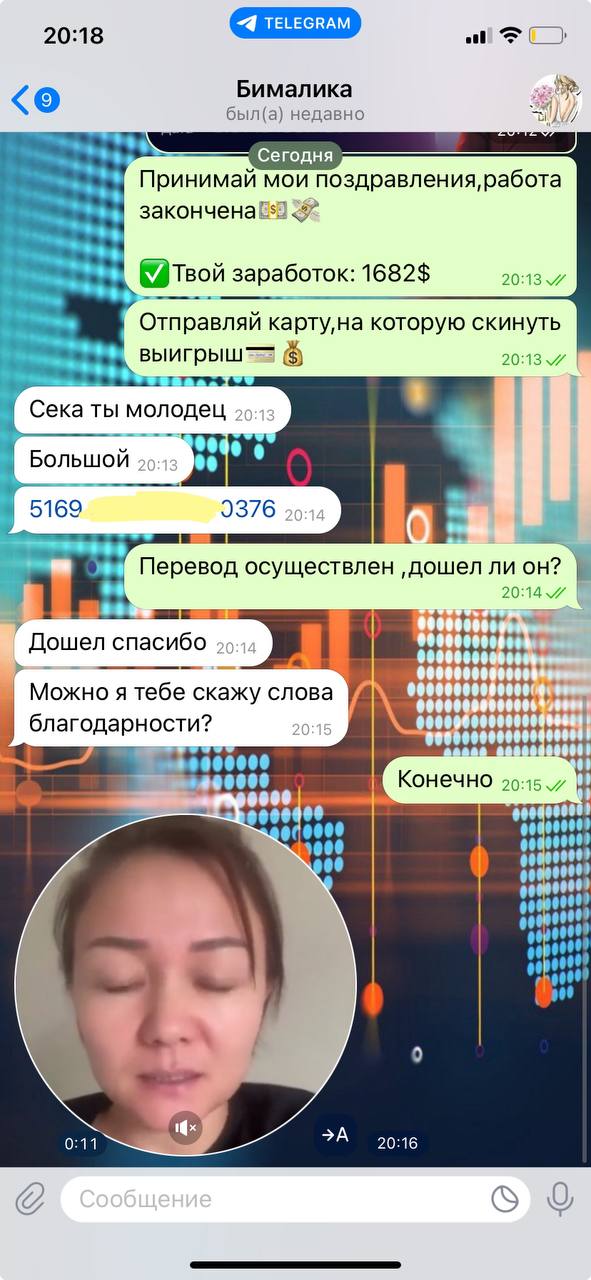 20:18
TELEGRAM
9
Бималика
был(а) недавно
20:12
Сегодня
Принимай мои поздравления,работа
закончена💵💸
✅Твой заработок: 1682$
20:13
Отправляй карту,на которую скинуть
выигрыш💳💰
20:13
Сека ты молодец 20:13
Большой 20:13
5169 0376 20:14
Перевод осуществлен ,дошел ли он?
20:14
Дошел спасибо 20:14
Можно я тебе скажу слова
благодарности? 20:15
Конечно 20:15
0:11
→A
20:16
Сообщение